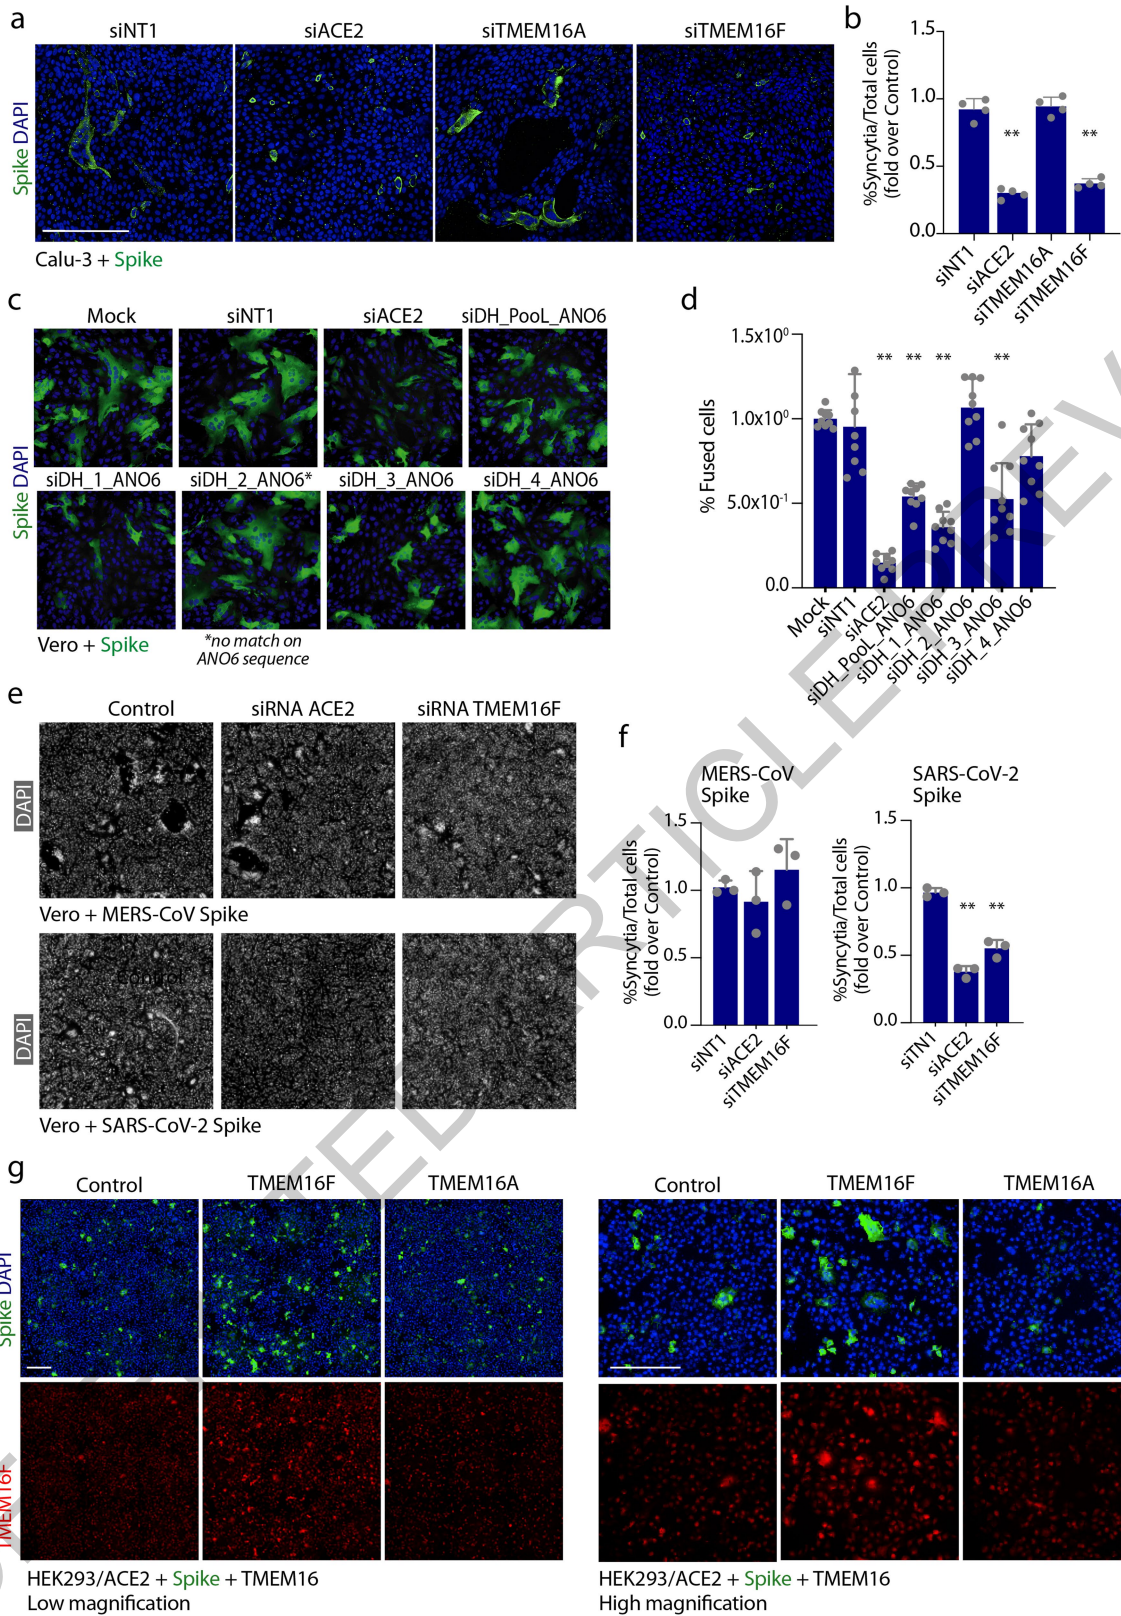 a
siNT1
siACE2
siTMEM16A
siTMEM16F
Spike DAPI
Calu-3 + Spike
b
%Syncytia/Total cells
(fold over Control)
1.5
1.0
0.5
0.0
siNT1
siACE2
siTMEM16A
siTMEM16F
**
**
c
Mock
siNT1
siACE2
siDH_PooL_ANO6
Spike DAPI
siDH_1_ANO6
siDH_2_ANO6*
siDH_3_ANO6
siDH_4_ANO6
Vero + Spike
*no match on
ANO6 sequence
d
% Fused cells
1.5x10⁰
1.0x10⁰
5.0x10⁻¹
0.0
** ** ** **
Mock
siNT1
siACE2
siDH_PooL_ANO6
siDH_1_ANO6
siDH_2_ANO6
siDH_3_ANO6
siDH_4_ANO6
e
Control
siRNA ACE2
siRNA TMEM16F
DAPI
Vero + MERS-CoV Spike
DAPI
Control
Vero + SARS-CoV-2 Spike
f
MERS-CoV
Spike
%Syncytia/Total cells
(fold over Control)
1.5
1.0
0.5
0.0
siNT1
siACE2
siTMEM16F
SARS-CoV-2
Spike
%Syncytia/Total cells
(fold over Control)
1.5
1.0
0.5
0.0
** **
siTN1
siACE2
siTMEM16F
g
Control
TMEM16F
TMEM16A
Spike DAPI
TMEM16F
HEK293/ACE2 + Spike + TMEM16
Low magnification
Control
TMEM16F
TMEM16A
HEK293/ACE2 + Spike + TMEM16
High magnification
TED ARTICLE PREV